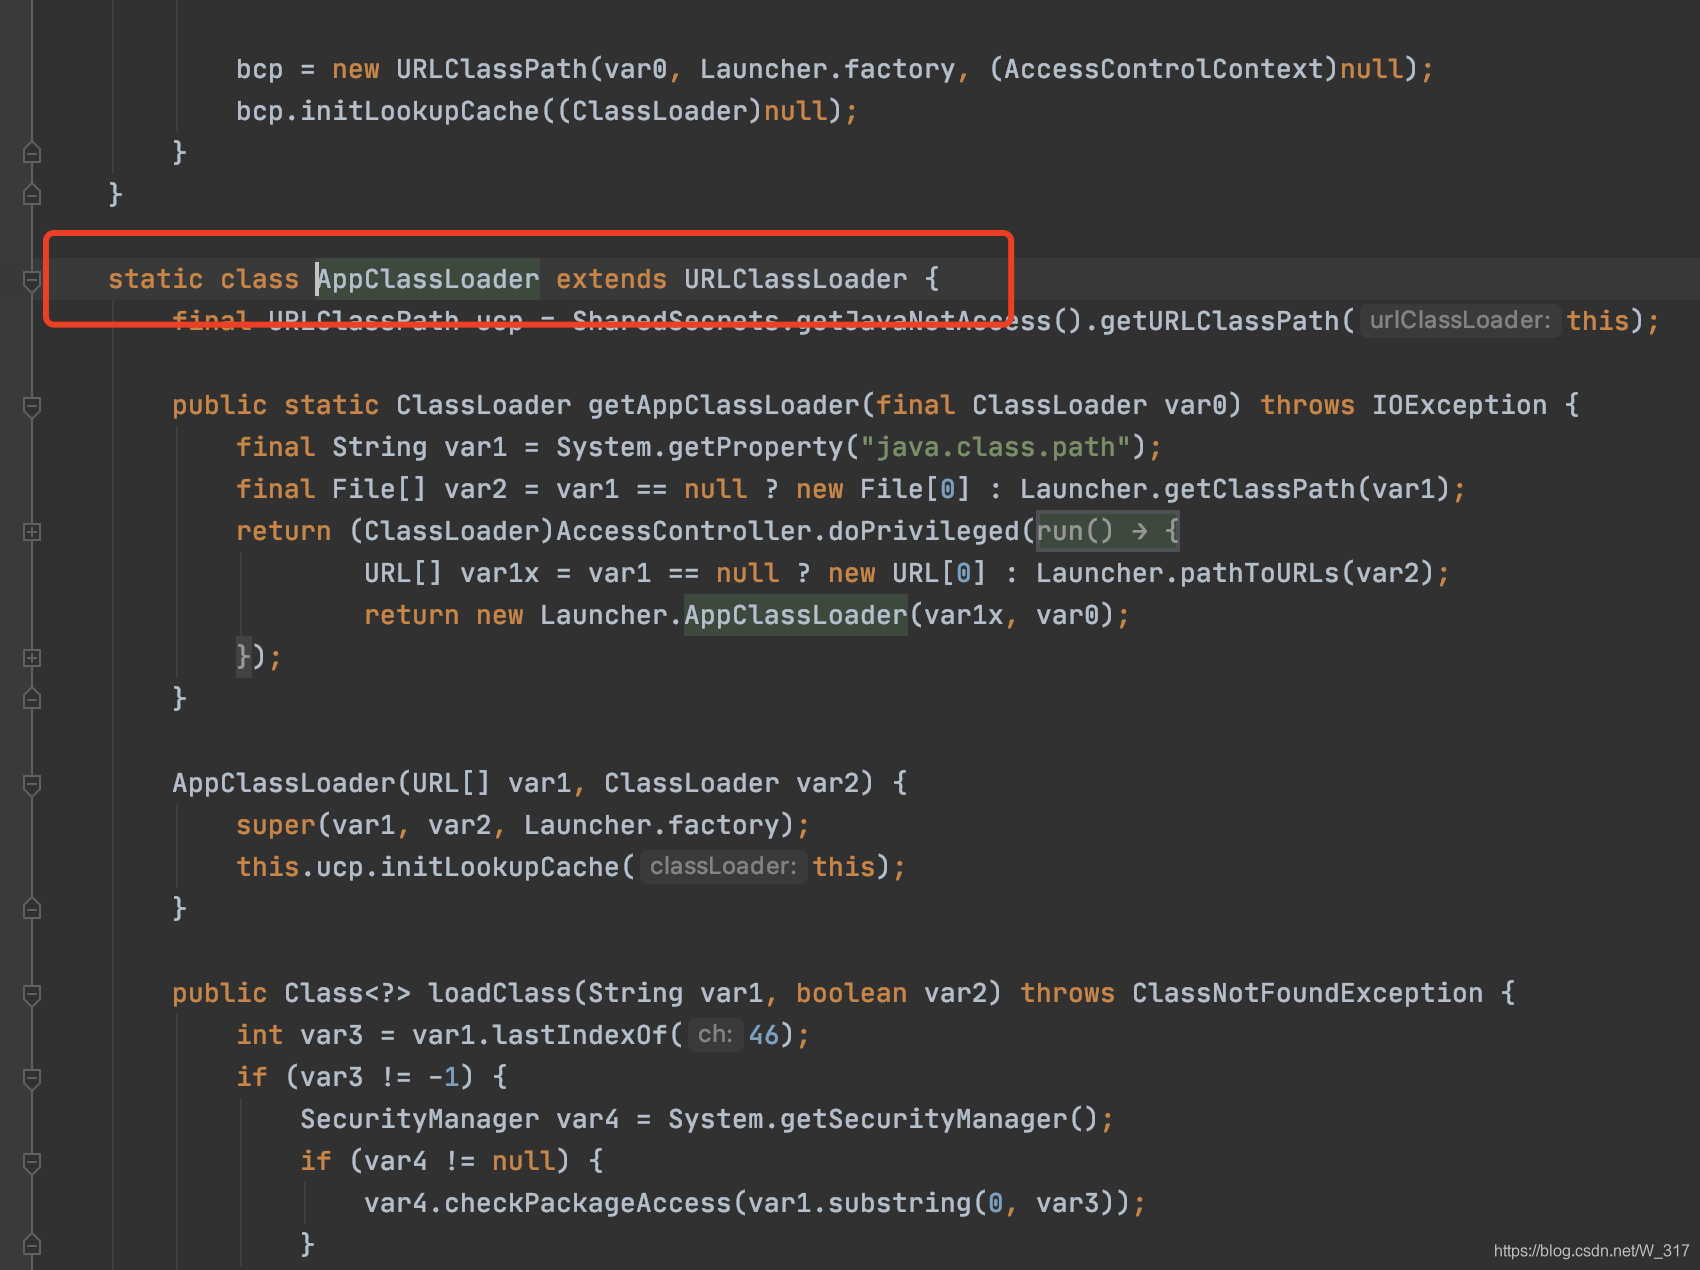 bcp = new URLClassPath(var0, Launcher.factory, (AccessControlContext)null);
bcp.initLookupCache((ClassLoader)null);
}
}
static class AppClassLoader extends URLClassLoader {
final URLClassPath ucp = SharedSecrets.getJavaNetAccess().getURLClassPath( urlClassLoader: this);
public static ClassLoader getAppClassLoader(final ClassLoader var0) throws IOException {
final String var1 = System.getProperty("java.class.path");
final File[] var2 = var1 == null ? new File[0] : Launcher.getClassPath(var1);
return (ClassLoader)AccessController.doPrivileged(run() → {
URL[] var1x = var1 == null ? new URL[0] : Launcher.pathToURLs(var2);
return new Launcher.AppClassLoader(var1x, var0);
});
}
AppClassLoader(URL[] var1, ClassLoader var2) {
super(var1, var2, Launcher.factory);
this.ucp.initLookupCache( classLoader: this);
}
public Class<?> loadClass(String var1, boolean var2) throws ClassNotFoundException {
int var3 = var1.lastIndexOf( ch: 46);
if (var3 != -1) {
SecurityManager var4 = System.getSecurityManager();
if (var4 != null) {
var4.checkPackageAccess(var1.substring(0, var3));
}
https://blog.csdn.net/W_317